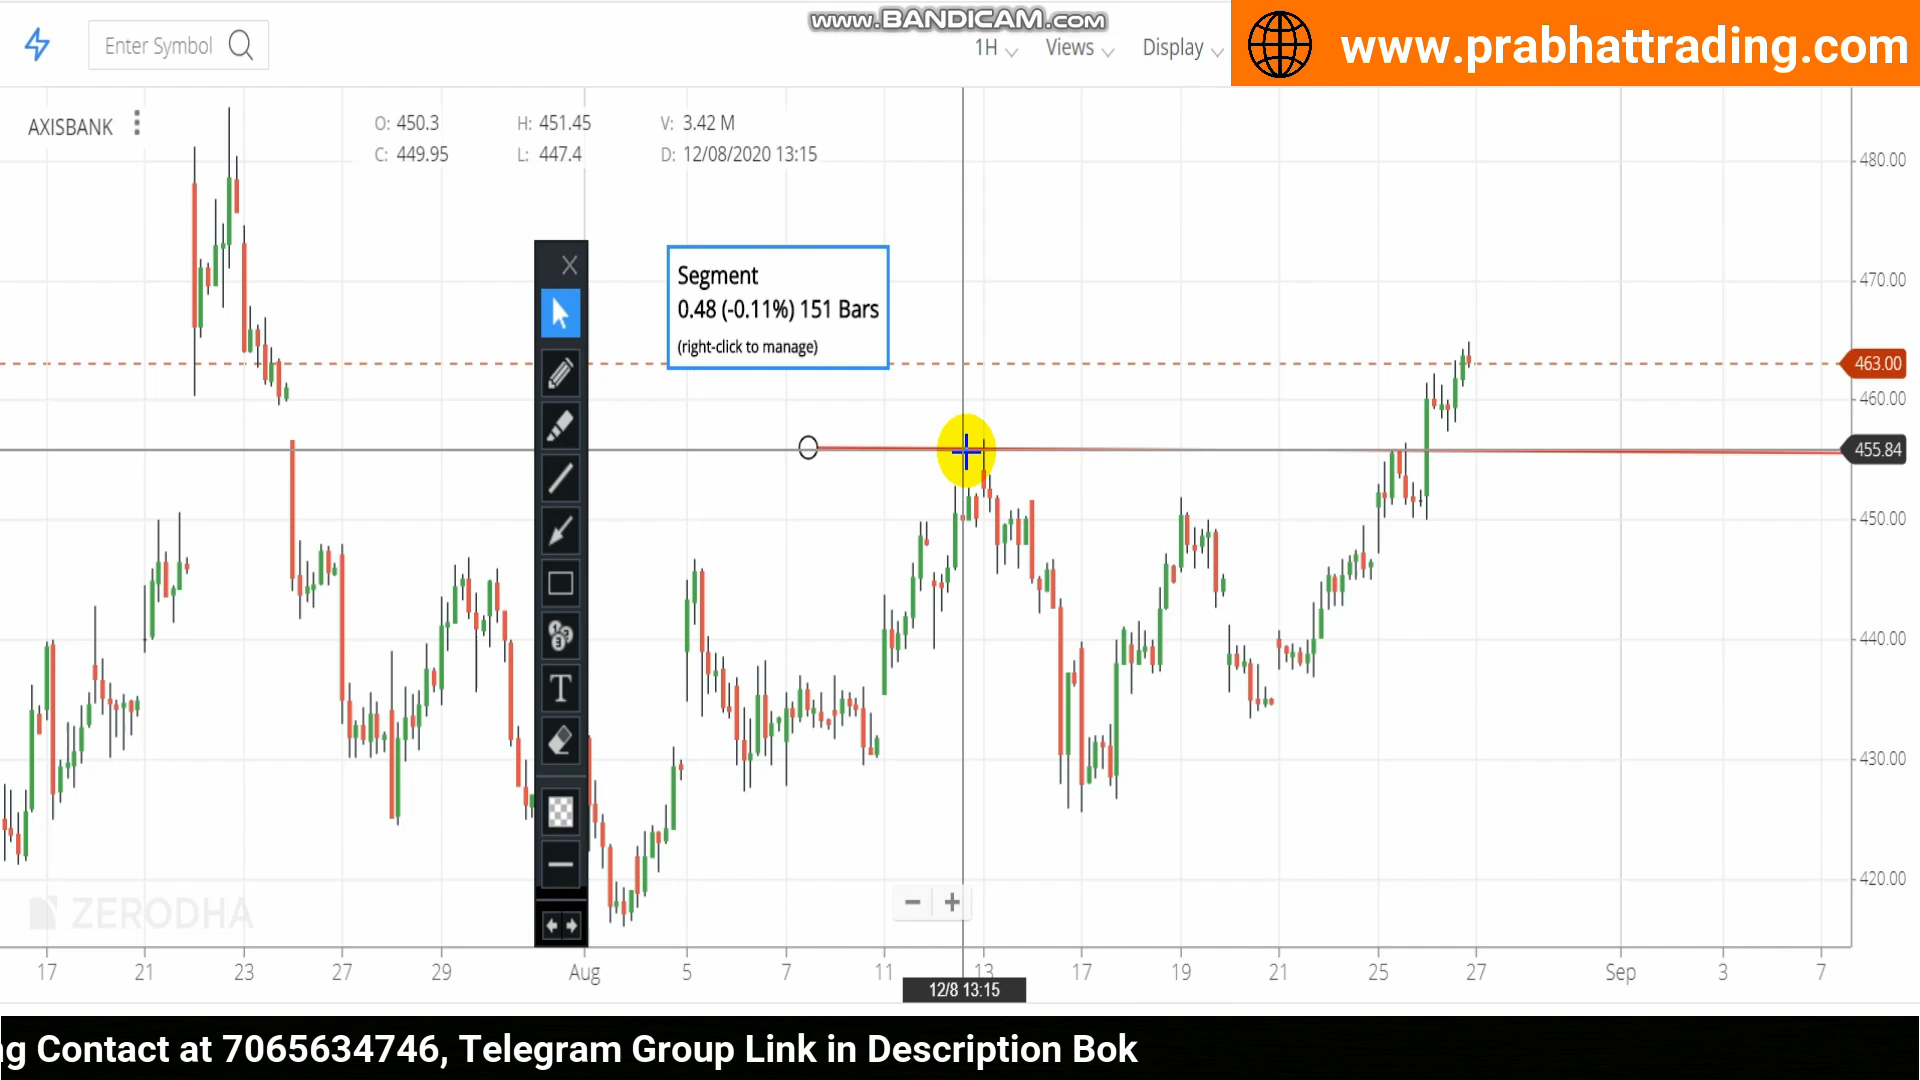 www.BANDICAM.com
Enter Symbol
1H
Views
Display
www.prabhattrading.com
AXISBANK
O: 450.3
H: 451.45
V: 3.42 M
C: 449.95
L: 447.4
D: 12/08/2020 13:15
480.00
X
Segment
0.48 (-0.11%) 151 Bars
(right-click to manage)
470.00
463.00
460.00
455.84
450.00
440.00
T
430.00
420.00
ZERODHA
17
21
23
27
29
Aug
5
7
11
13
17
19
21
25
27
Sep
3
7
12/8 13:15
g Contact at 7065634746, Telegram Group Link in Description Bok